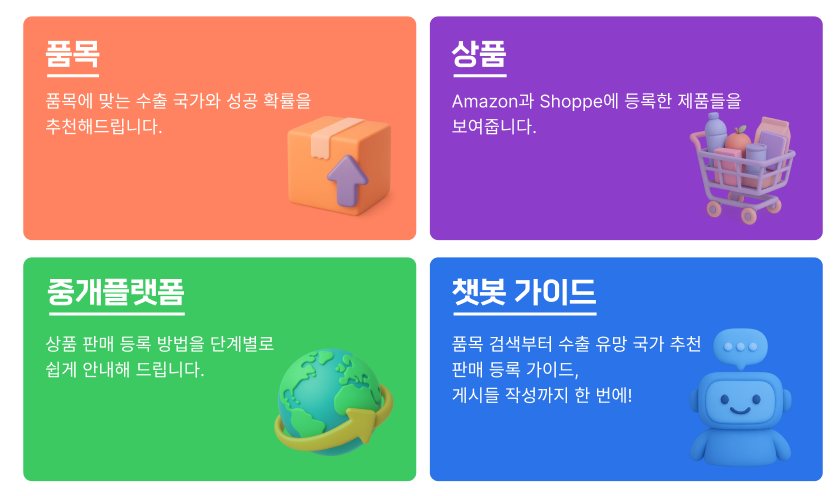 품목
품목에 맞는 수출 국가와 성공 확률을
추천해드립니다.
상품
Amazon과 Shoppe에 등록한 제품들을
보여줍니다.
중개플랫폼
상품 판매 등록 방법을 단계별로
쉽게 안내해 드립니다.
챗봇 가이드
품목 검색부터 수출 유망 국가 추천
판매 등록 가이드,
게시들 작성까지 한 번에!